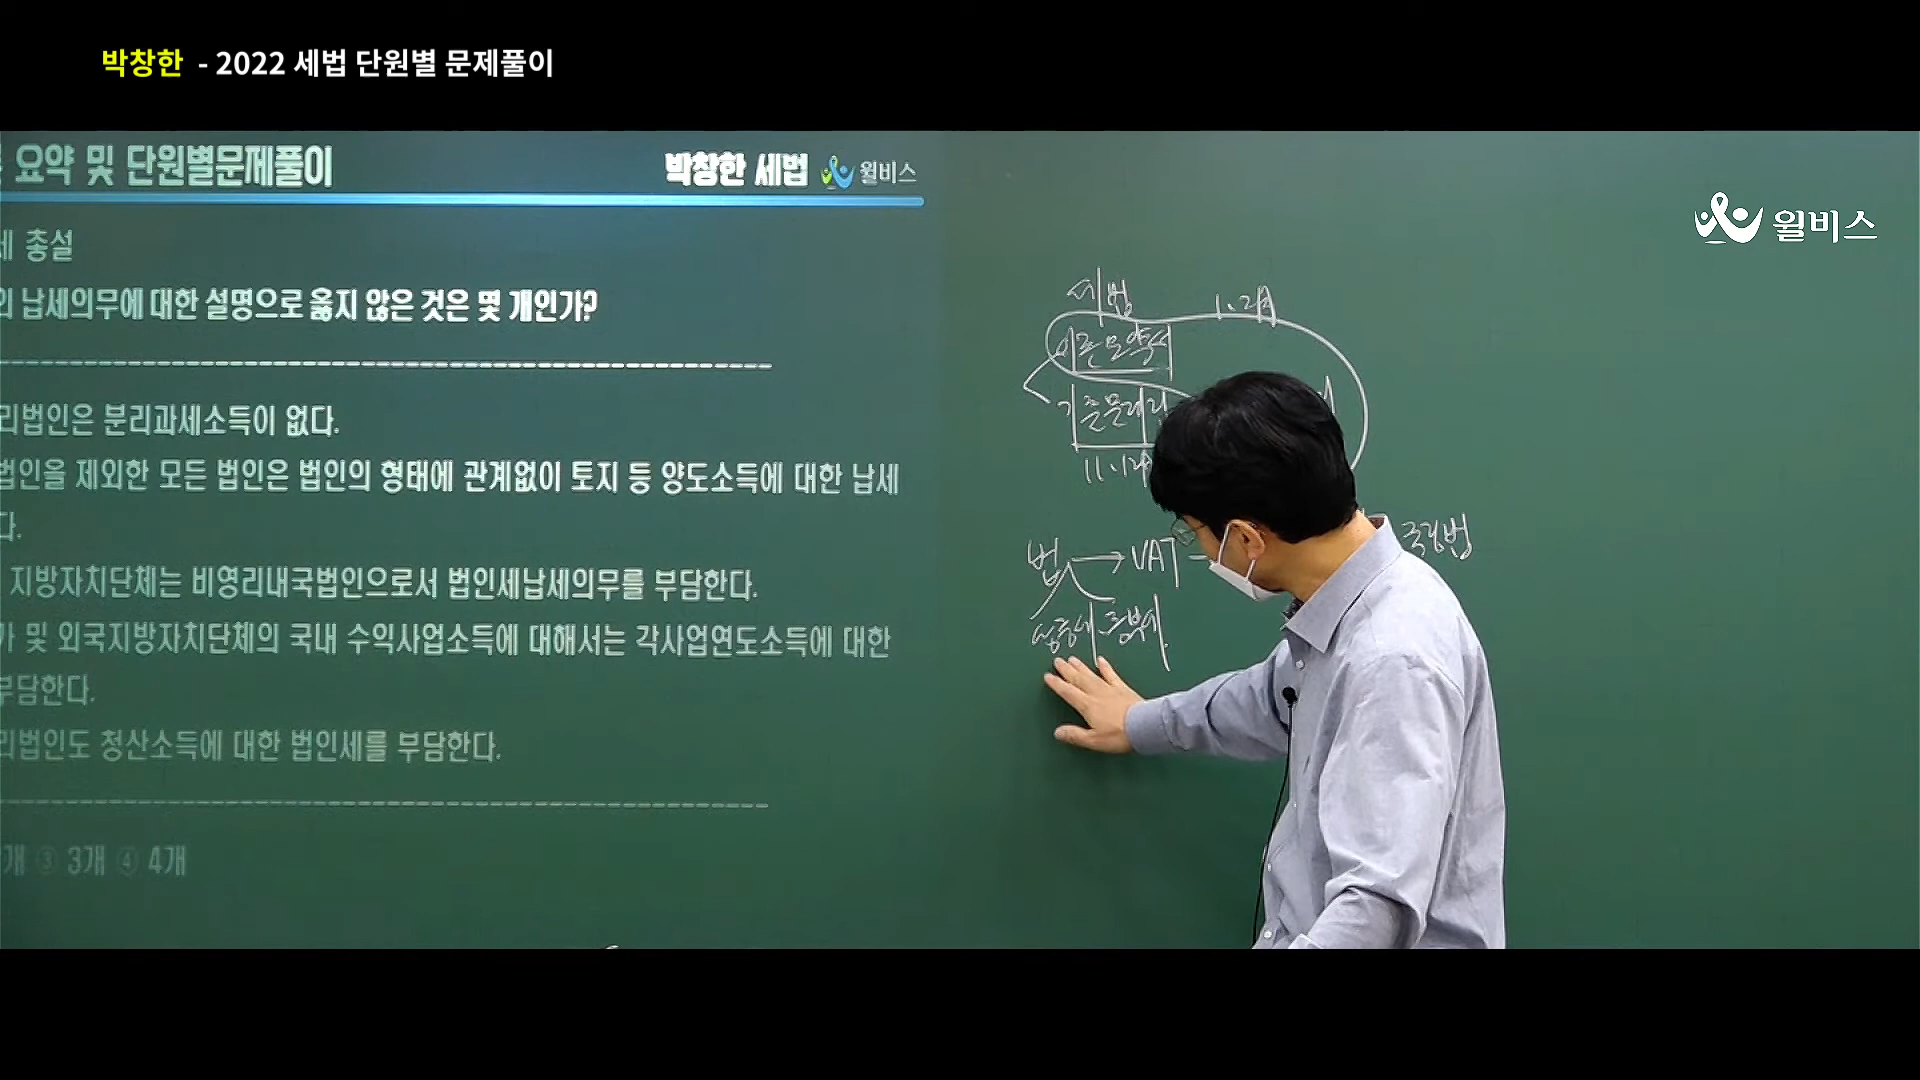 박창한 - 2022 세법 단원별 문제풀이
요약 및 단원별문제풀이
박창한 세법 윌비스
윌비스
세 총설
의 납세의무에 대한 설명으로 옳지 않은 것은 몇 개인가?
리법인은 분리과세소득이 없다.
법인을 제외한 모든 법인은 법인의 형태에 관계없이 토지 등 양도소득에 대한 납세
다.
지방자치단체는 비영리내국법인으로서 법인세납세의무를 부담한다.
가 및 외국지방자치단체의 국내 수익사업소득에 대해서는 각사업연도소득에 대한
부담한다.
리법인도 청산소득에 대한 법인세를 부담한다.
개 ③ 3개 ④ 4개
세법
1.2月
기존문제
법 → VAT